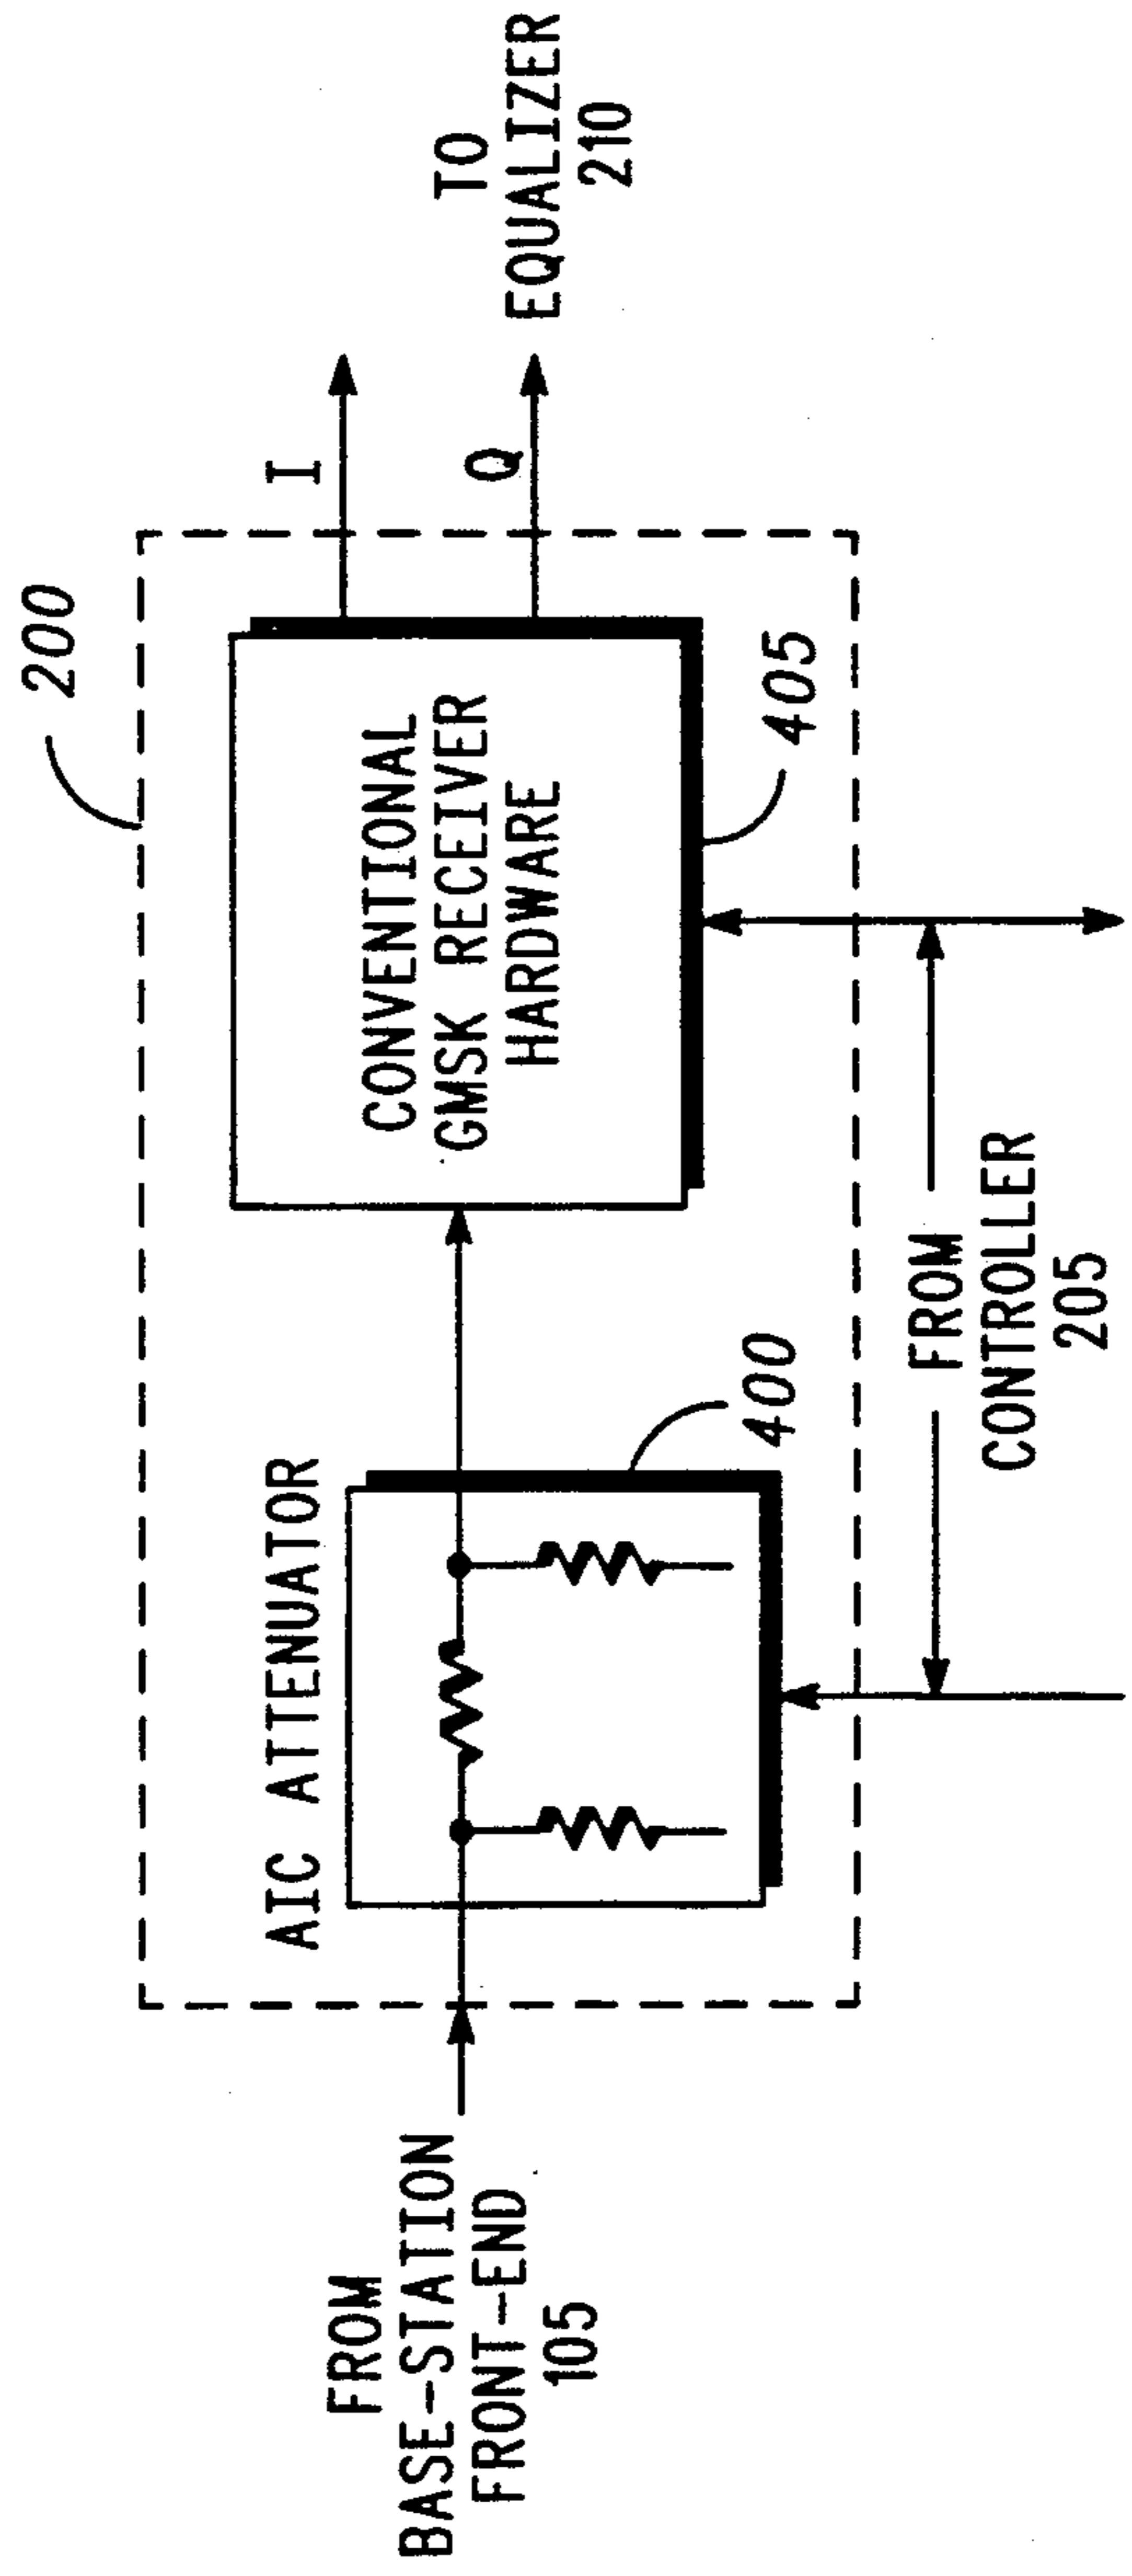 200
I
Q
TO
EQUALIZER
210
CONVENTIONAL
GMSK RECEIVER
HARDWARE
405
AIC ATTENUATOR
400
FROM
BASE-STATION
FRONT-END
105
FROM
CONTROLLER
205